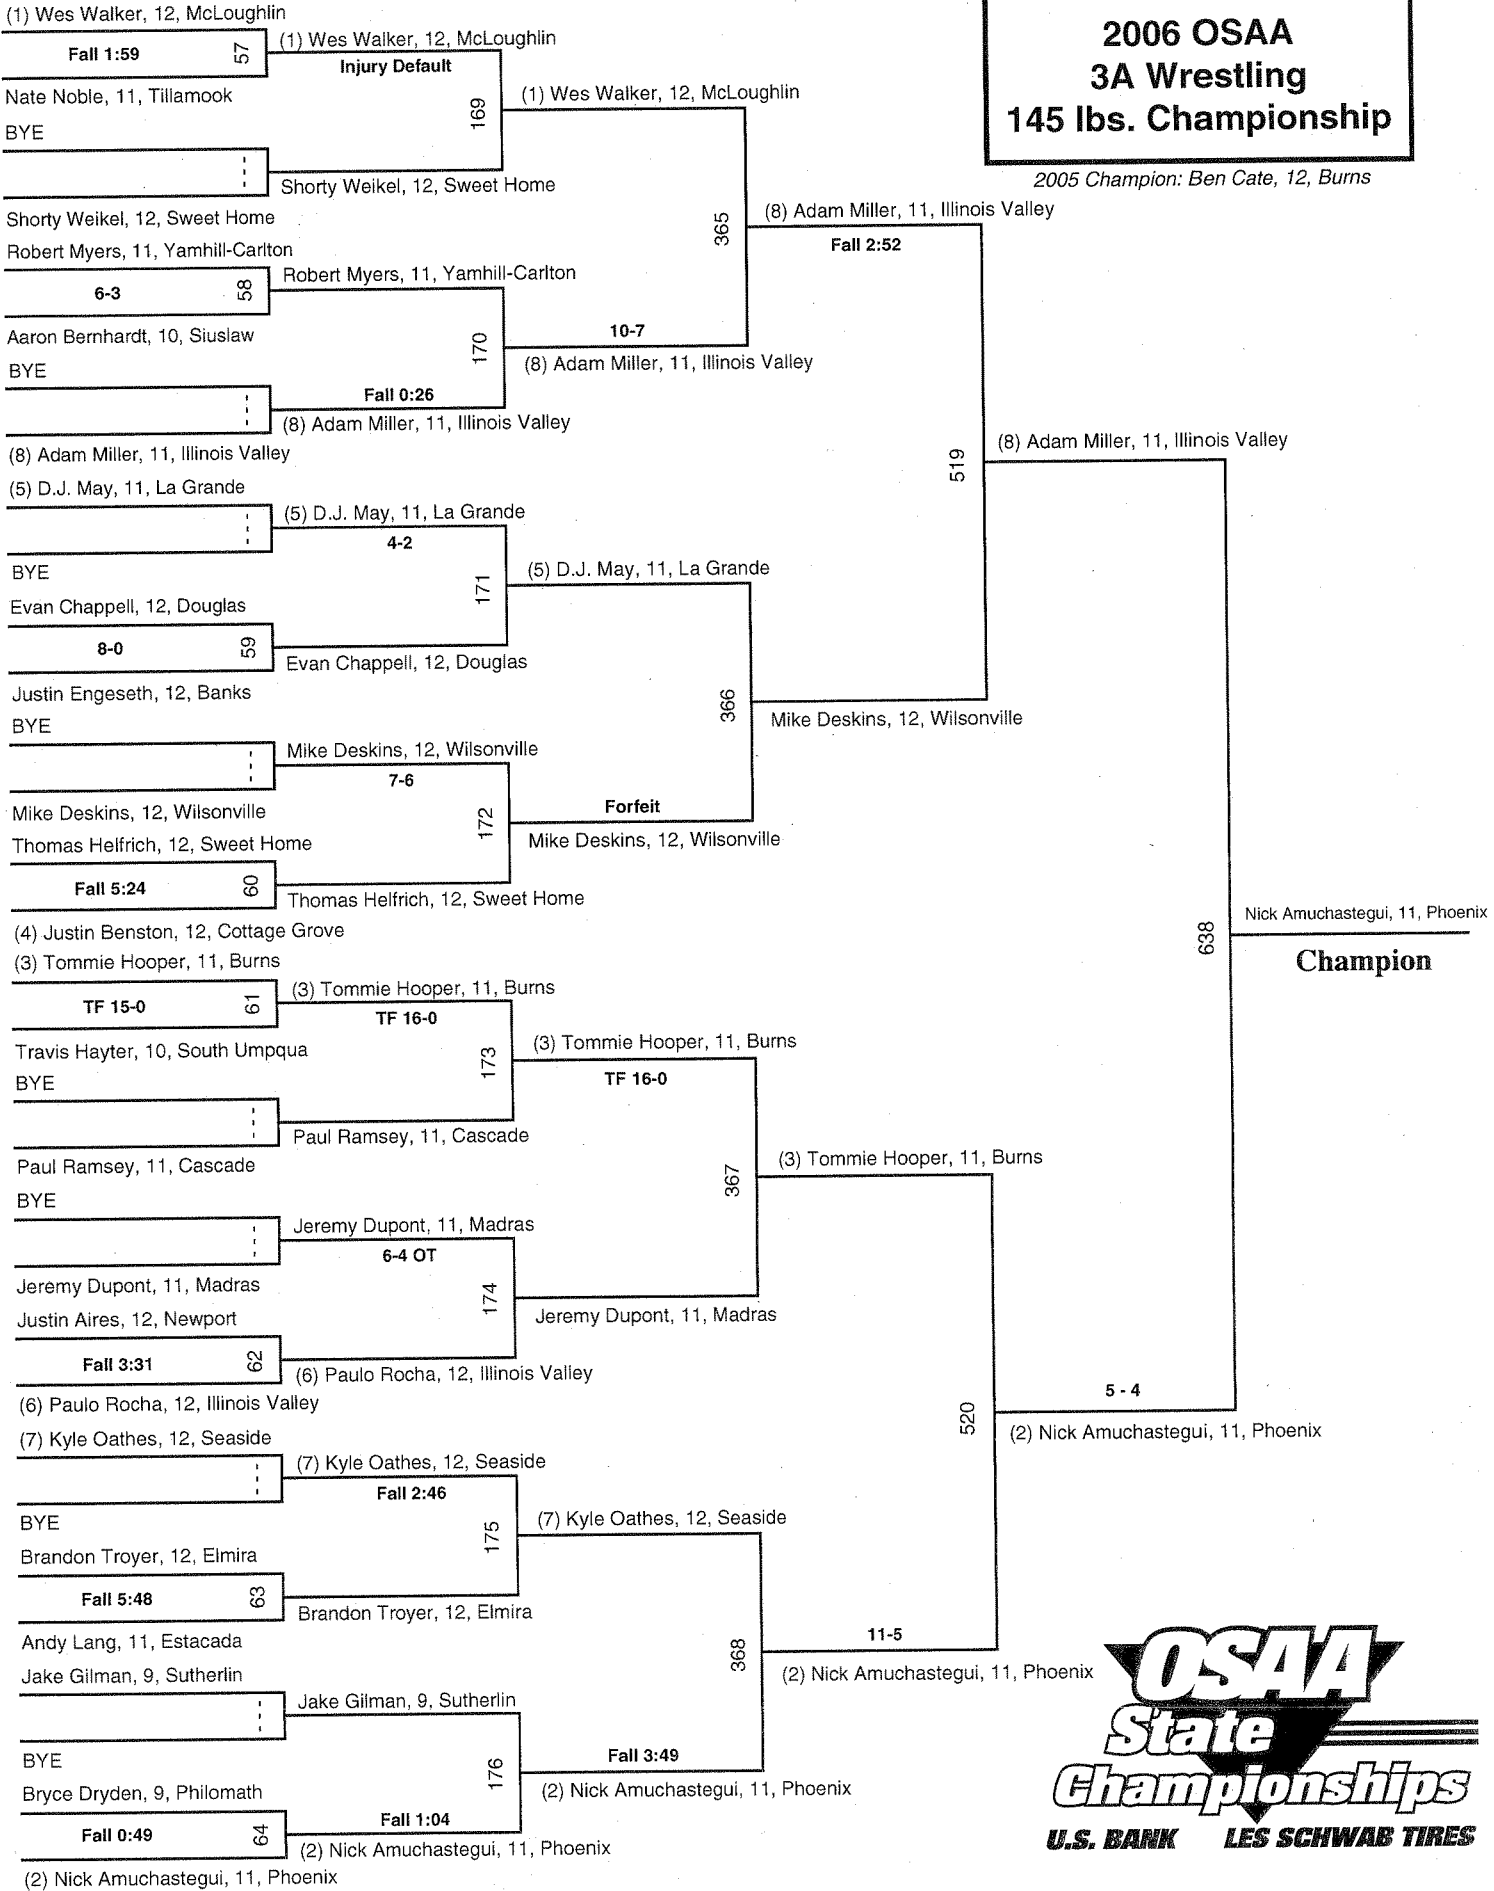 2006 OSAA
3A Wrestling
145 lbs. Championship
2005 Champion: Ben Cate, 12, Burns
(1) Wes Walker, 12, McLoughlin
Fall 1:59
57
Nate Noble, 11, Tillamook
BYE
Shorty Weikel, 12, Sweet Home
Robert Myers, 11, Yamhill-Carlton
6-3
58
Aaron Bernhardt, 10, Siuslaw
BYE
(8) Adam Miller, 11, Illinois Valley
(5) D.J. May, 11, La Grande
BYE
Evan Chappell, 12, Douglas
8-0
59
Justin Engeseth, 12, Banks
BYE
Mike Deskins, 12, Wilsonville
Thomas Helfrich, 12, Sweet Home
Fall 5:24
60
(4) Justin Benston, 12, Cottage Grove
(3) Tommie Hooper, 11, Burns
TF 15-0
61
Travis Hayter, 10, South Umpqua
BYE
Paul Ramsey, 11, Cascade
BYE
Jeremy Dupont, 11, Madras
Justin Aires, 12, Newport
Fall 3:31
62
(6) Paulo Rocha, 12, Illinois Valley
(7) Kyle Oathes, 12, Seaside
BYE
Brandon Troyer, 12, Elmira
Fall 5:48
63
Andy Lang, 11, Estacada
Jake Gilman, 9, Sutherlin
BYE
Bryce Dryden, 9, Philomath
Fall 0:49
64
(2) Nick Amuchastegui, 11, Phoenix
(1) Wes Walker, 12, McLoughlin
Injury Default
169
Shorty Weikel, 12, Sweet Home
Robert Myers, 11, Yamhill-Carlton
170
Fall 0:26
(8) Adam Miller, 11, Illinois Valley
(5) D.J. May, 11, La Grande
4-2
171
Evan Chappell, 12, Douglas
Mike Deskins, 12, Wilsonville
7-6
172
Thomas Helfrich, 12, Sweet Home
(3) Tommie Hooper, 11, Burns
TF 16-0
173
Paul Ramsey, 11, Cascade
Jeremy Dupont, 11, Madras
6-4 OT
174
(6) Paulo Rocha, 12, Illinois Valley
(7) Kyle Oathes, 12, Seaside
Fall 2:46
175
Brandon Troyer, 12, Elmira
Jake Gilman, 9, Sutherlin
176
Fall 1:04
(2) Nick Amuchastegui, 11, Phoenix
(1) Wes Walker, 12, McLoughlin
365
10-7
(8) Adam Miller, 11, Illinois Valley
(5) D.J. May, 11, La Grande
366
Forfeit
Mike Deskins, 12, Wilsonville
(3) Tommie Hooper, 11, Burns
TF 16-0
367
Jeremy Dupont, 11, Madras
(7) Kyle Oathes, 12, Seaside
368
Fall 3:49
(2) Nick Amuchastegui, 11, Phoenix
(8) Adam Miller, 11, Illinois Valley
Fall 2:52
519
Mike Deskins, 12, Wilsonville
(3) Tommie Hooper, 11, Burns
520
11-5
(2) Nick Amuchastegui, 11, Phoenix
(8) Adam Miller, 11, Illinois Valley
638
5 - 4
(2) Nick Amuchastegui, 11, Phoenix
Nick Amuchastegui, 11, Phoenix
Champion
OSAA
State
Championships
U.S. BANK LES SCHWAB TIRES